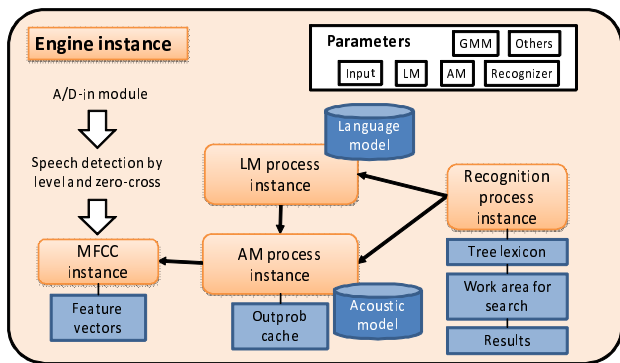 Engine instance
Parameters
GMM
Others
Input
LM
AM
Recognizer
A/D-in module
Speech detection by
level and zero-cross
MFCC
instance
Feature
vectors
Language
model
LM process
instance
AM process
instance
Outprob
cache
Acoustic
model
Recognition
process
instance
Tree lexicon
Work area for
search
Results